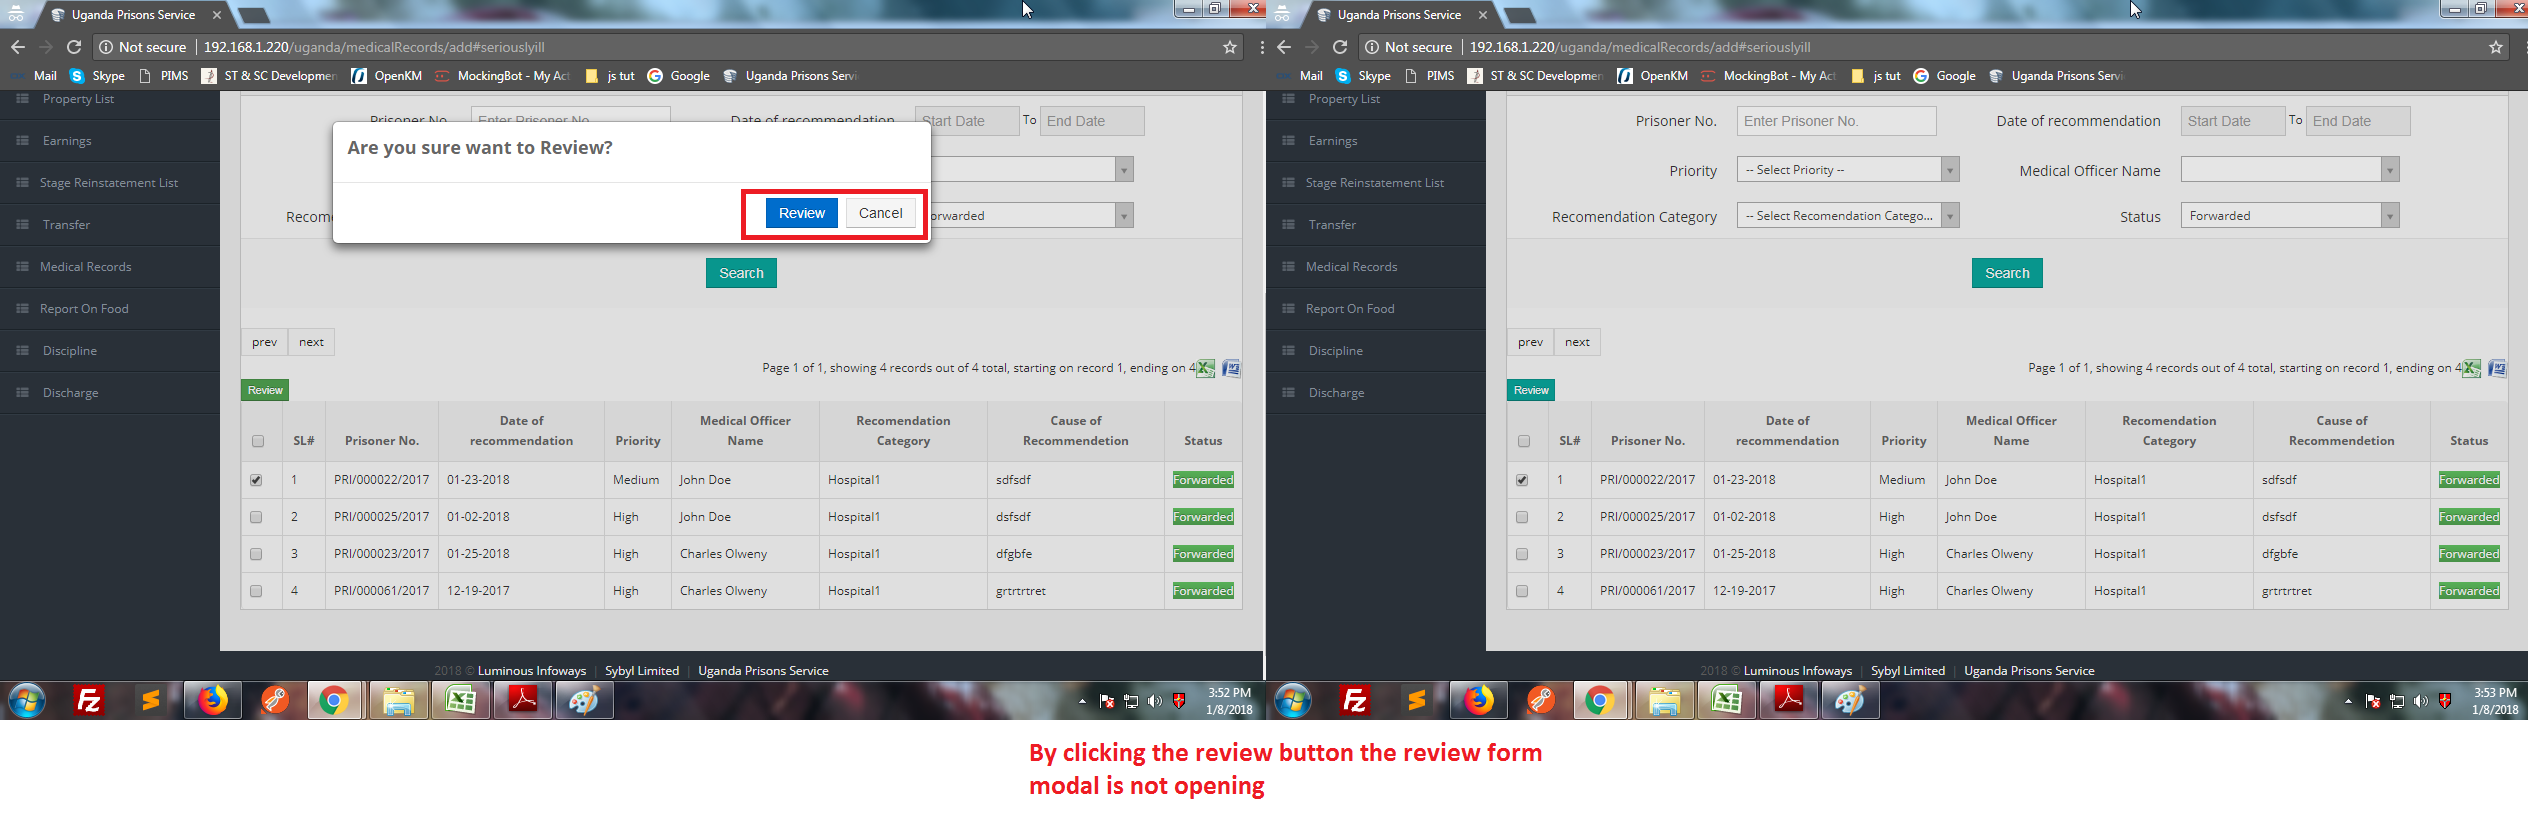 Uganda Prisons Service
Not secure | 192.168.1.220/uganda/medicalRecords/add#seriouslyill
Mail Skype PIMS ST & SC Developmen OpenKM MockingBot - My Act js tut Google Uganda Prisons Servi
Property List
Earnings
Stage Reinstatement List
Transfer
Medical Records
Report On Food
Discipline
Discharge
Prisoner No. Enter Prisoner No. Date of recommendation Start Date To End Date
Are you sure want to Review?
Review Cancel
Recom
orwarded
Search
prev next
Page 1 of 1, showing 4 records out of 4 total, starting on record 1, ending on 4
Review
SL# Prisoner No. Date of recommendation Priority Medical Officer Name Recomendation Category Cause of Recommendetion Status
1 PRI/000022/2017 01-23-2018 Medium John Doe Hospital1 sdfsdf Forwarded
2 PRI/000025/2017 01-02-2018 High John Doe Hospital1 dsfsdf Forwarded
3 PRI/000023/2017 01-25-2018 High Charles Olweny Hospital1 dfgbfe Forwarded
4 PRI/000061/2017 12-19-2017 High Charles Olweny Hospital1 grtrtrtret Forwarded
2018 © Luminous Infoways | Sybyl Limited | Uganda Prisons Service
3:52 PM
1/8/2018
Uganda Prisons Service
Not secure | 192.168.1.220/uganda/medicalRecords/add#seriouslyill
Mail Skype PIMS ST & SC Developmen OpenKM MockingBot - My Act js tut Google Uganda Prisons Servi
Property List
Earnings
Stage Reinstatement List
Transfer
Medical Records
Report On Food
Discipline
Discharge
Prisoner No. Enter Prisoner No. Date of recommendation Start Date To End Date
Priority -- Select Priority -- Medical Officer Name
Recomendation Category -- Select Recomendation Catego... Status Forwarded
Search
prev next
Page 1 of 1, showing 4 records out of 4 total, starting on record 1, ending on 4
Review
SL# Prisoner No. Date of recommendation Priority Medical Officer Name Recomendation Category Cause of Recommendetion Status
1 PRI/000022/2017 01-23-2018 Medium John Doe Hospital1 sdfsdf Forwarded
2 PRI/000025/2017 01-02-2018 High John Doe Hospital1 dsfsdf Forwarded
3 PRI/000023/2017 01-25-2018 High Charles Olweny Hospital1 dfgbfe Forwarded
4 PRI/000061/2017 12-19-2017 High Charles Olweny Hospital1 grtrtrtret Forwarded
2018 © Luminous Infoways | Sybyl Limited | Uganda Prisons Service
3:53 PM
1/8/2018
By clicking the review button the review form
modal is not opening